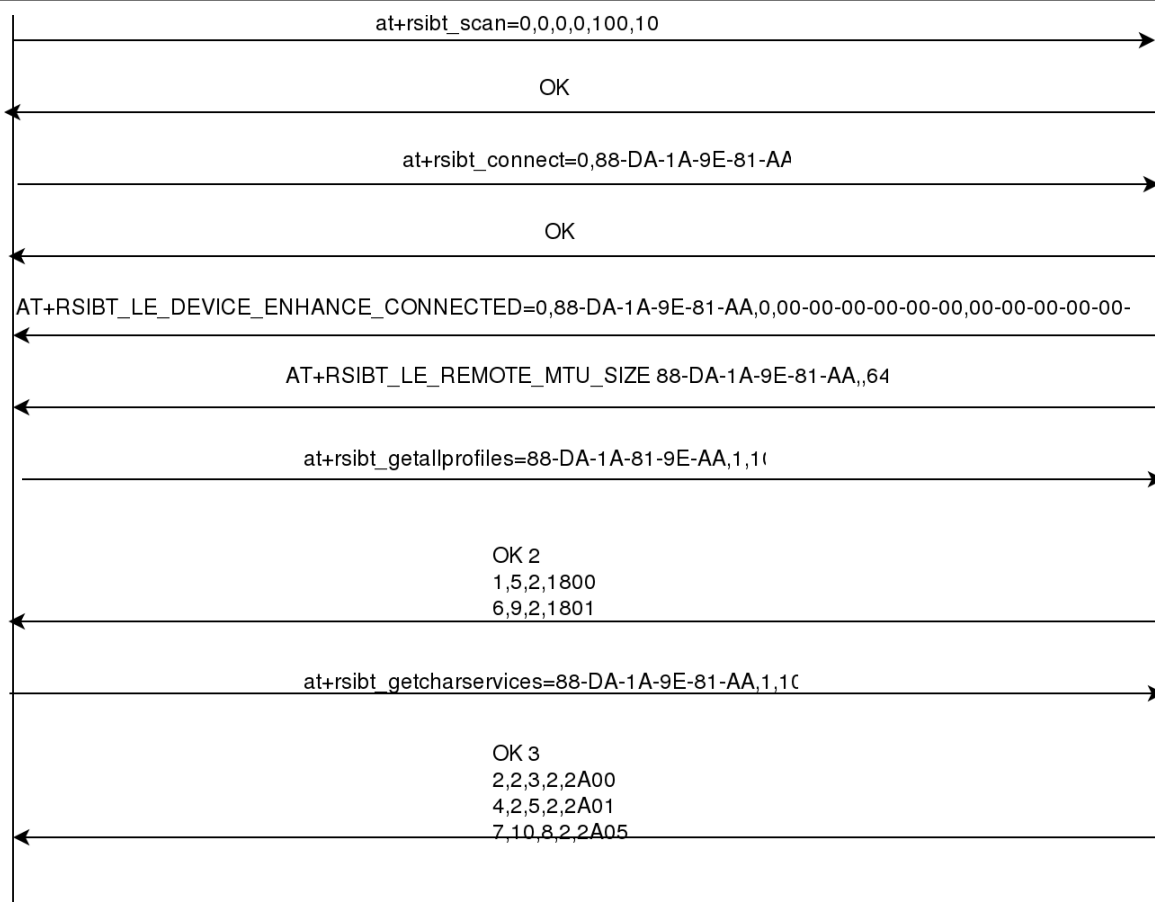 at+rsibt_scan=0,0,0,0,100,10
OK
at+rsibt_connect=0,88-DA-1A-9E-81-AA
OK
AT+RSIBT_LE_DEVICE_ENHANCE_CONNECTED=0,88-DA-1A-9E-81-AA,0,00-00-00-00-00-00,00-00-00-00-00-
AT+RSIBT_LE_REMOTE_MTU_SIZE 88-DA-1A-9E-81-AA,,64
at+rsibt_getallprofiles=88-DA-1A-81-9E-AA,1,10
OK 2
1,5,2,1800
6,9,2,1801
at+rsibt_getcharservices=88-DA-1A-9E-81-AA,1,10
OK 3
2,2,3,2,2A00
4,2,5,2,2A01
7,10,8,2,2A05